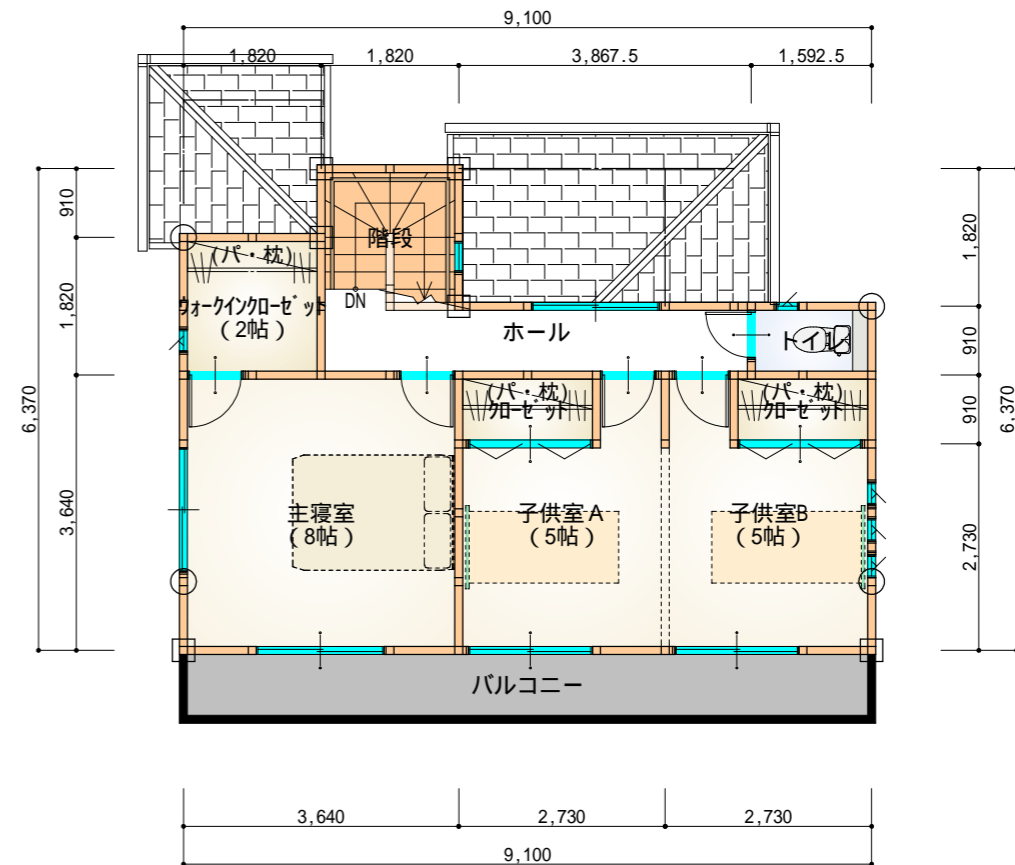 9,100
1,820
1,820
3,867.5
1,592.5
910
1,820
3,640
6,370
1,820
910
910
2,730
6,370
階段
DN
(パ・枕)
ウォークインクローゼット
(2帖)
ホール
トイレ
(パ・枕)
クローゼット
(パ・枕)
クローゼット
主寝室
(8帖)
子供室A
(5帖)
子供室B
(5帖)
バルコニー
3,640
2,730
2,730
9,100